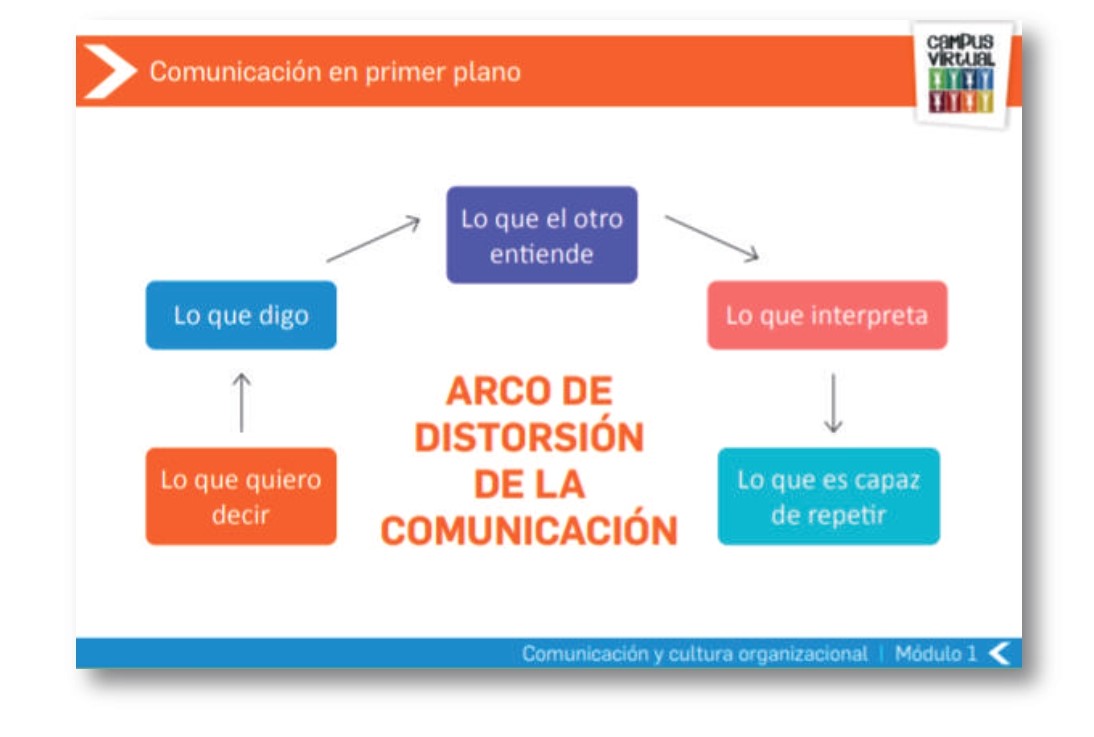 Comunicación en primer plano
CAMPUS
VIRTUAL
Lo que el otro
entiende
Lo que digo
Lo que interpreta
ARCO DE
DISTORSIÓN
DE LA
COMUNICACIÓN
Lo que quiero
decir
Lo que es capaz
de repetir
Comunicación y cultura organizacional | Módulo 1